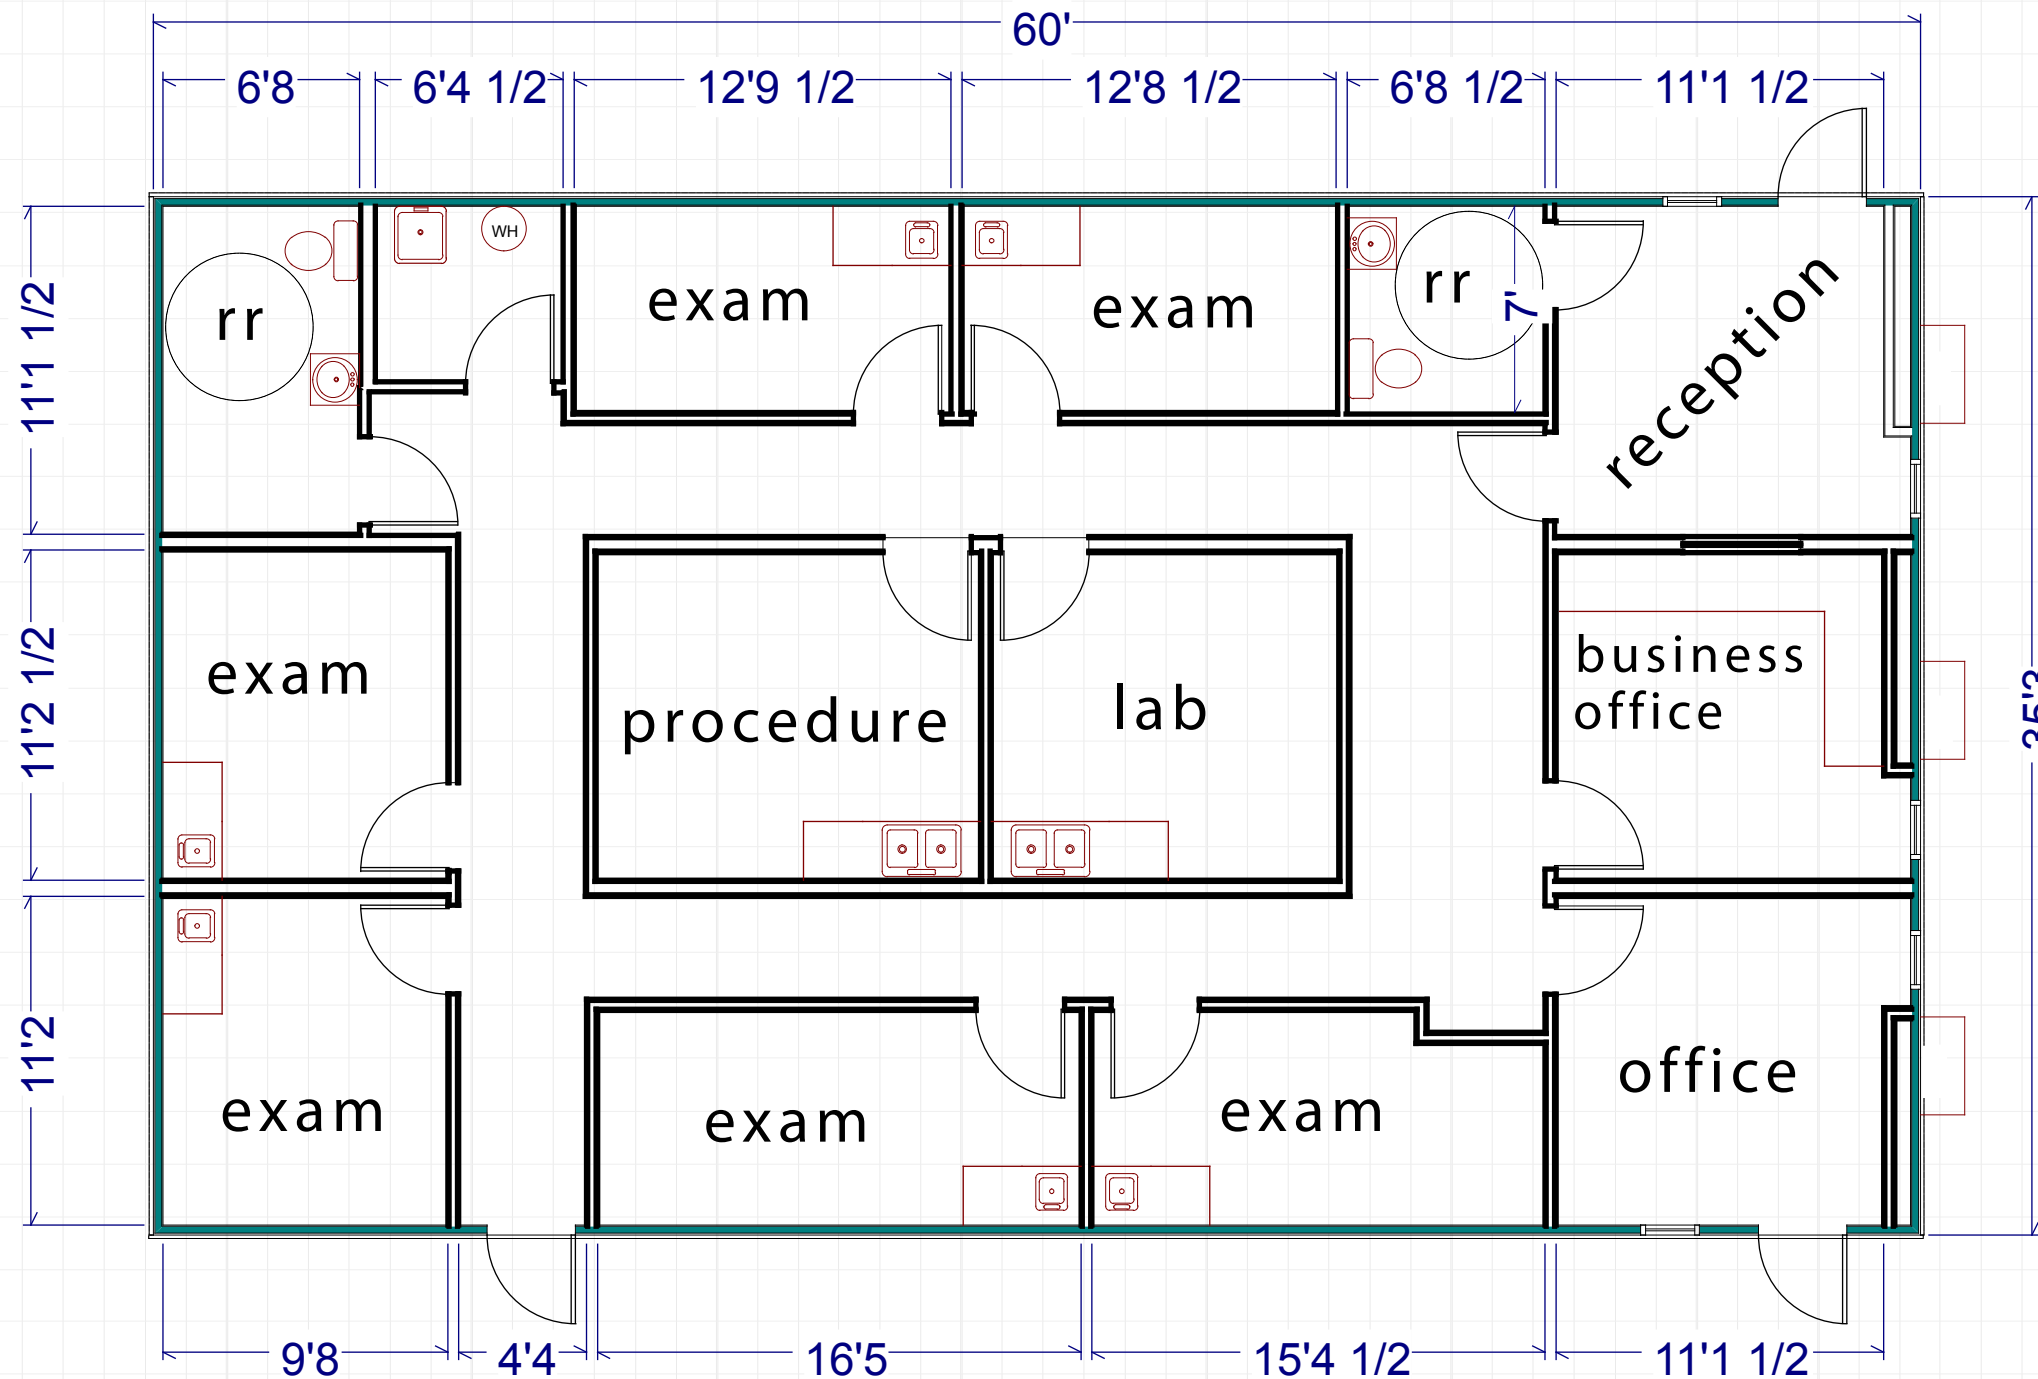 60'
6'8
6'4 1/2
12'9 1/2
12'8 1/2
6'8 1/2
11'1 1/2
WH
rr
exam
exam
rr
7'
reception
11'1 1/2
exam
procedure
lab
business
office
11'2 1/2
35'3
exam
exam
exam
office
11'2
9'8
4'4
16'5
15'4 1/2
11'1 1/2